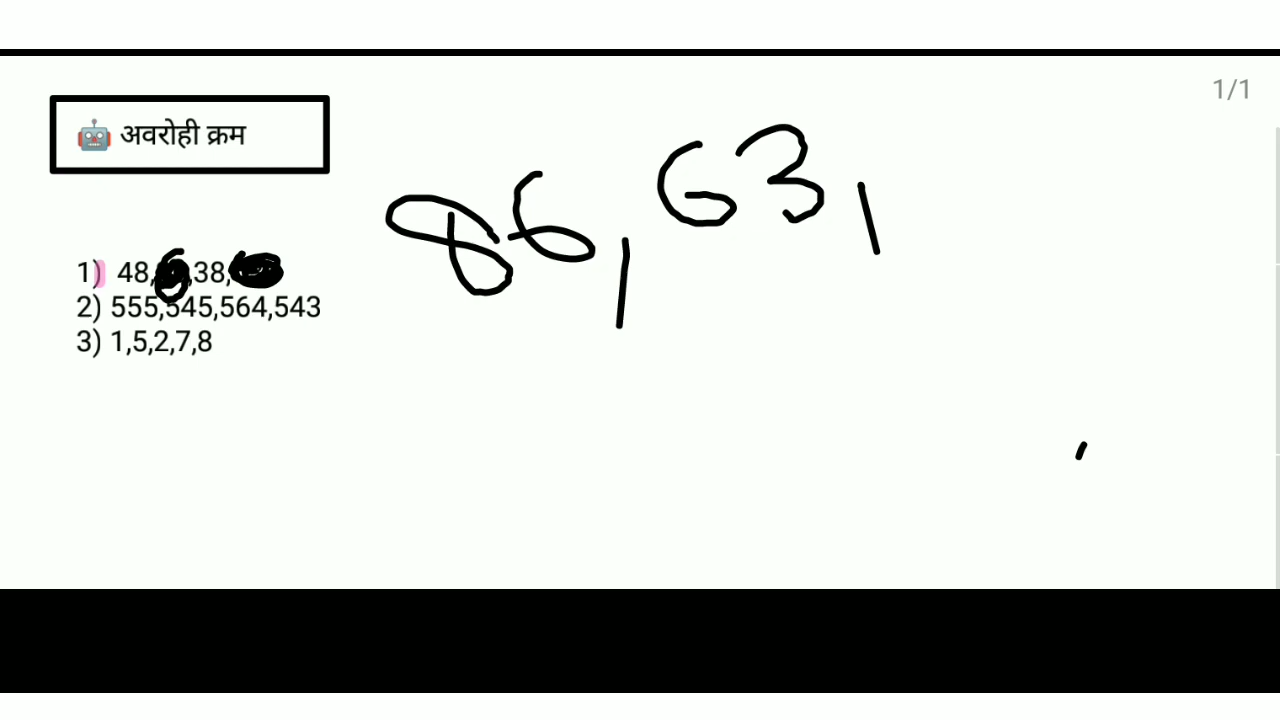 1/1
🤖 अवरोही क्रम
86, 63,
1) 48, ,38,
2) 555,545,564,543
3) 1,5,2,7,8